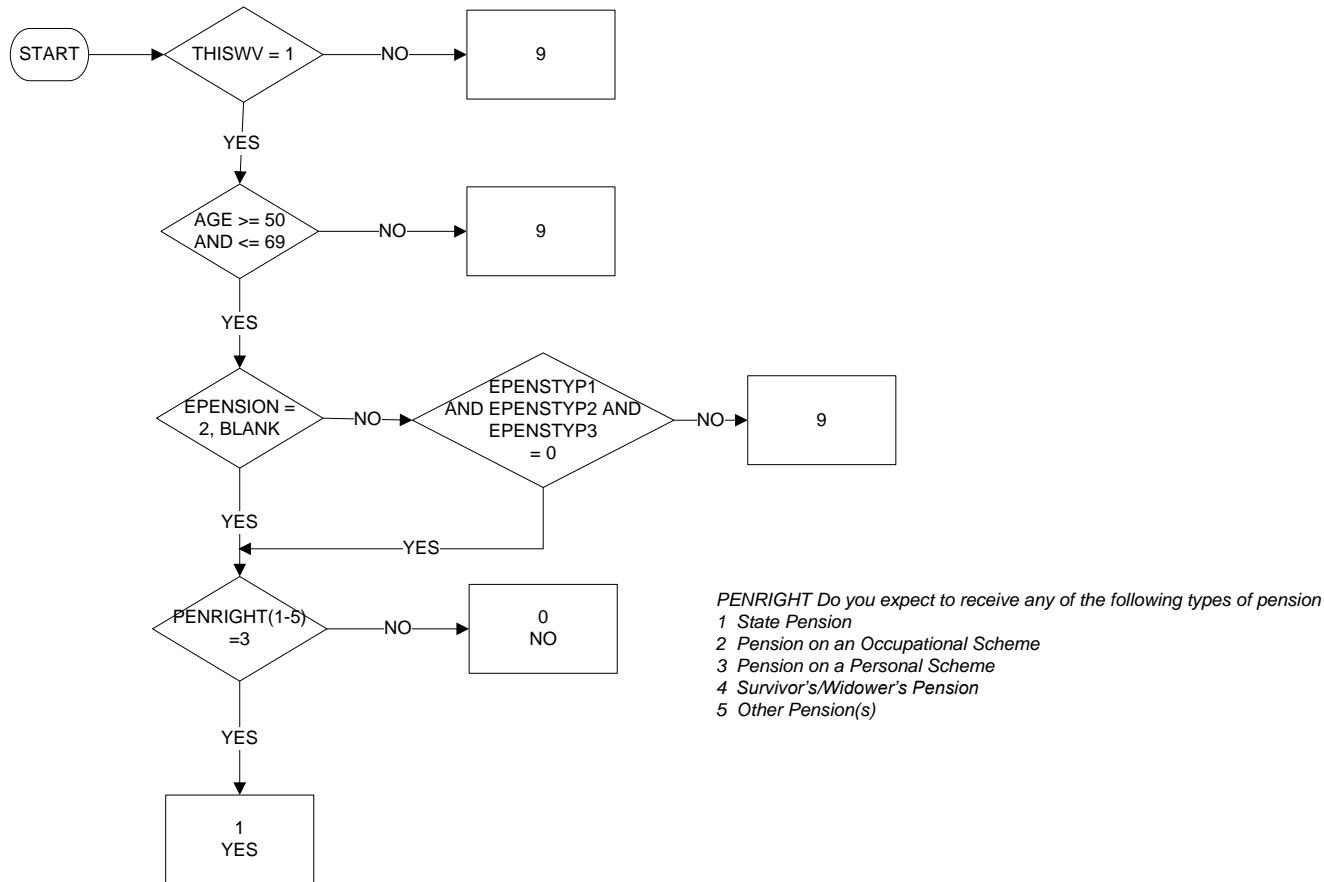 START
THISWV = 1
NO
9
YES
AGE >= 50
AND <= 69
NO
9
YES
EPENSION =
2, BLANK
NO
EPENSTYP1
AND EPENSTYP2 AND
EPENSTYP3
= 0
NO
9
YES
YES
PENRIGHT(1-5)
=3
NO
0
NO
PENRIGHT Do you expect to receive any of the following types of pension
1 State Pension
2 Pension on an Occupational Scheme
3 Pension on a Personal Scheme
4 Survivor's/Widower's Pension
5 Other Pension(s)
YES
1
YES